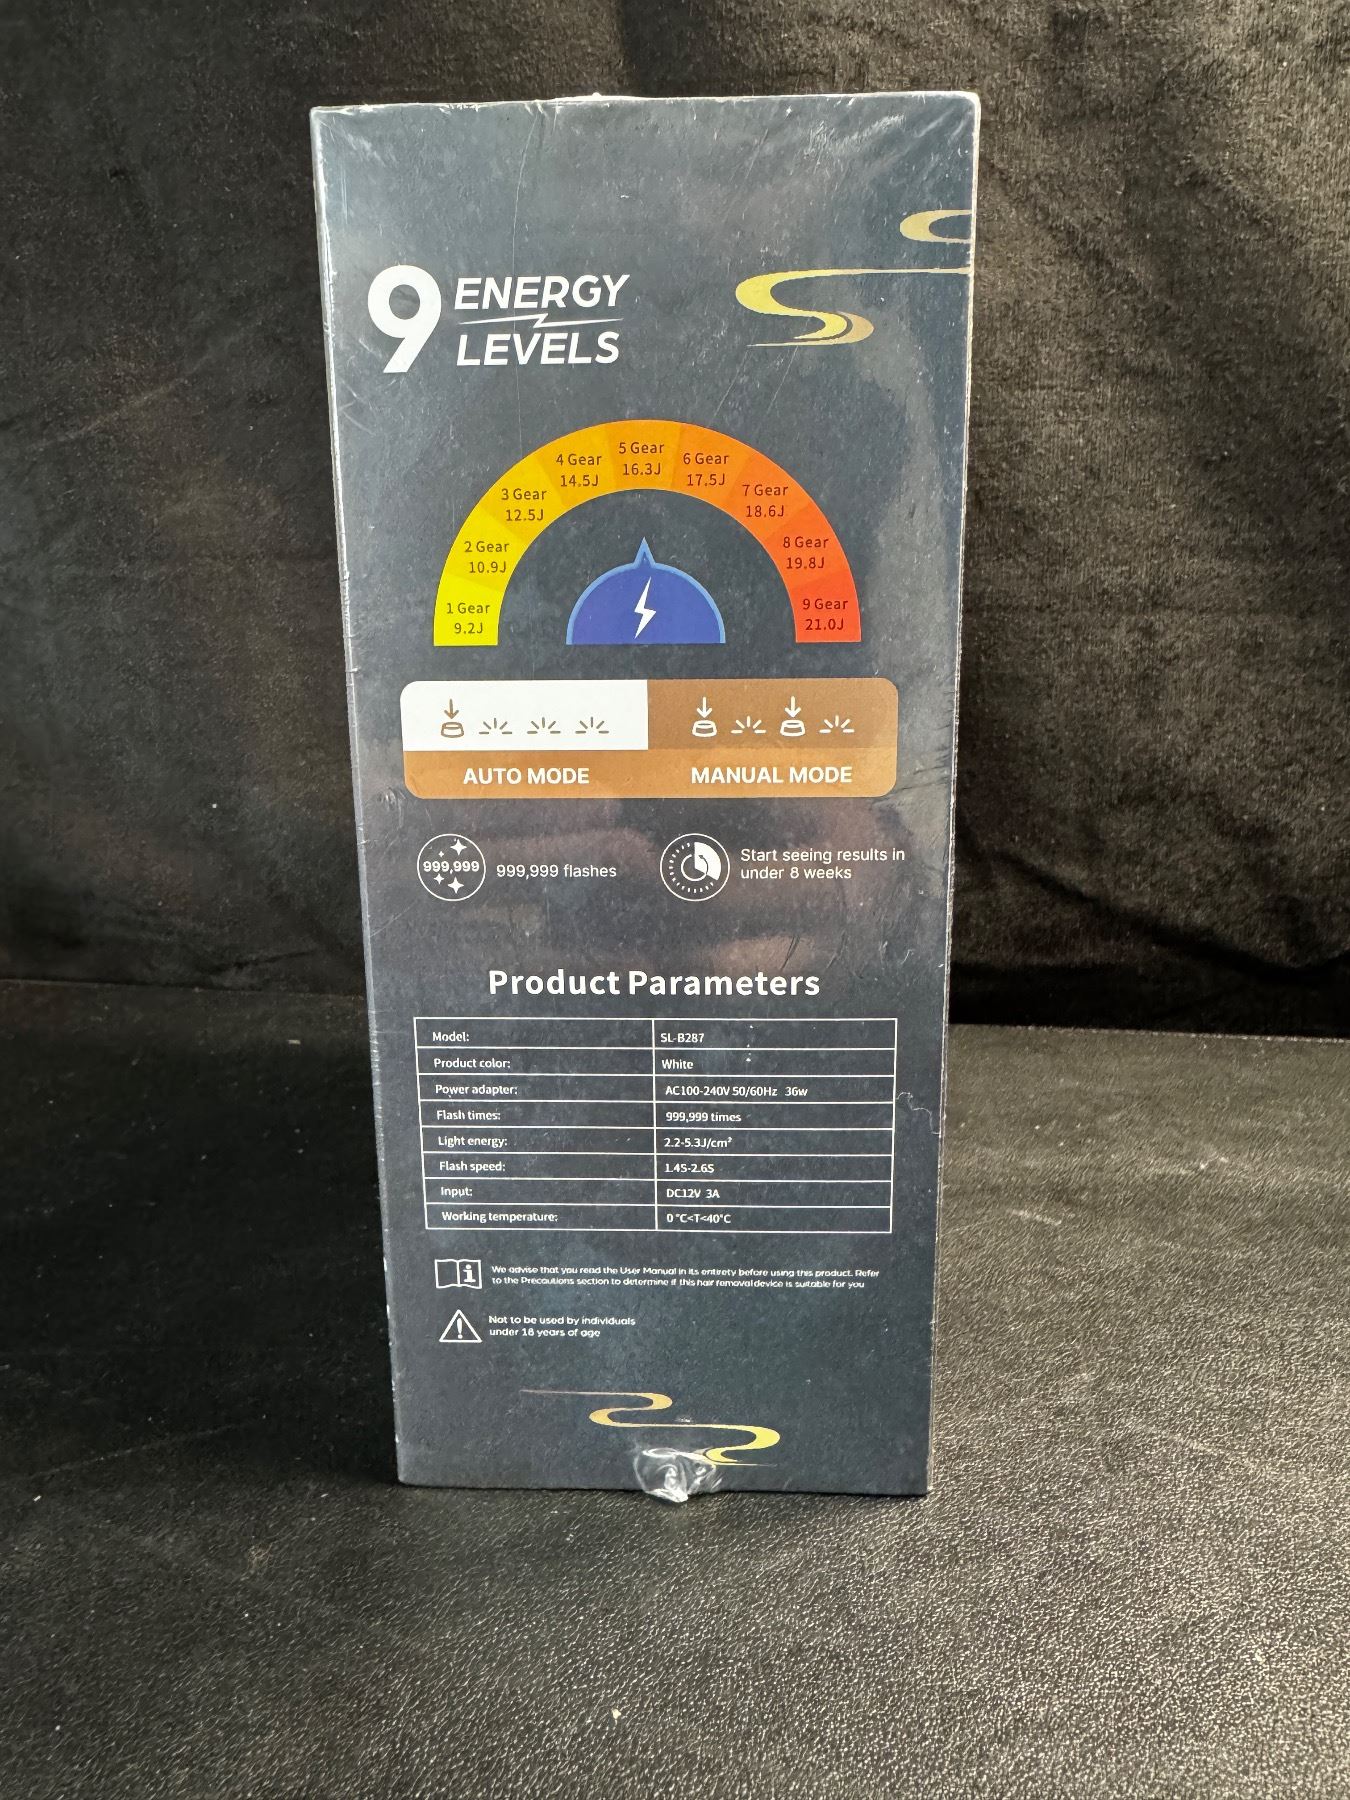 9 ENERGY
LEVELS
1 Gear
9.2J
2 Gear
10.9J
3 Gear
12.5J
4 Gear
14.5J
5 Gear
16.3J
6 Gear
17.5J
7 Gear
18.6J
8 Gear
19.8J
9 Gear
21.0J
AUTO MODE
MANUAL MODE
999,999
999,999 flashes
Start seeing results in
under 8 weeks
Product Parameters
Model: SL-B287
Product color: White
Power adapter: AC100-240V 50/60Hz 36w
Flash times: 999,999 times
Light energy: 2.2-5.3J/cm²
Flash speed: 1.4S-2.6S
Input: DC12V 3A
Working temperature: 0°C<T<40°C
We advise that you read the User Manual in its entirety before using this product. Refer
to the Precautions section to determine if this hair removal device is suitable for you
Not to be used by individuals
under 18 years of age